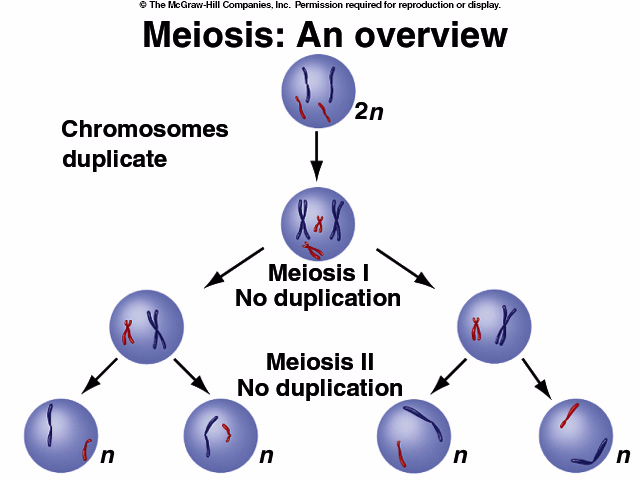 © The McGraw-Hill Companies, Inc. Permission required for reproduction or display.
Meiosis: An overview
2n
Chromosomes
duplicate
Meiosis I
No duplication
Meiosis II
No duplication
n
n
n
n